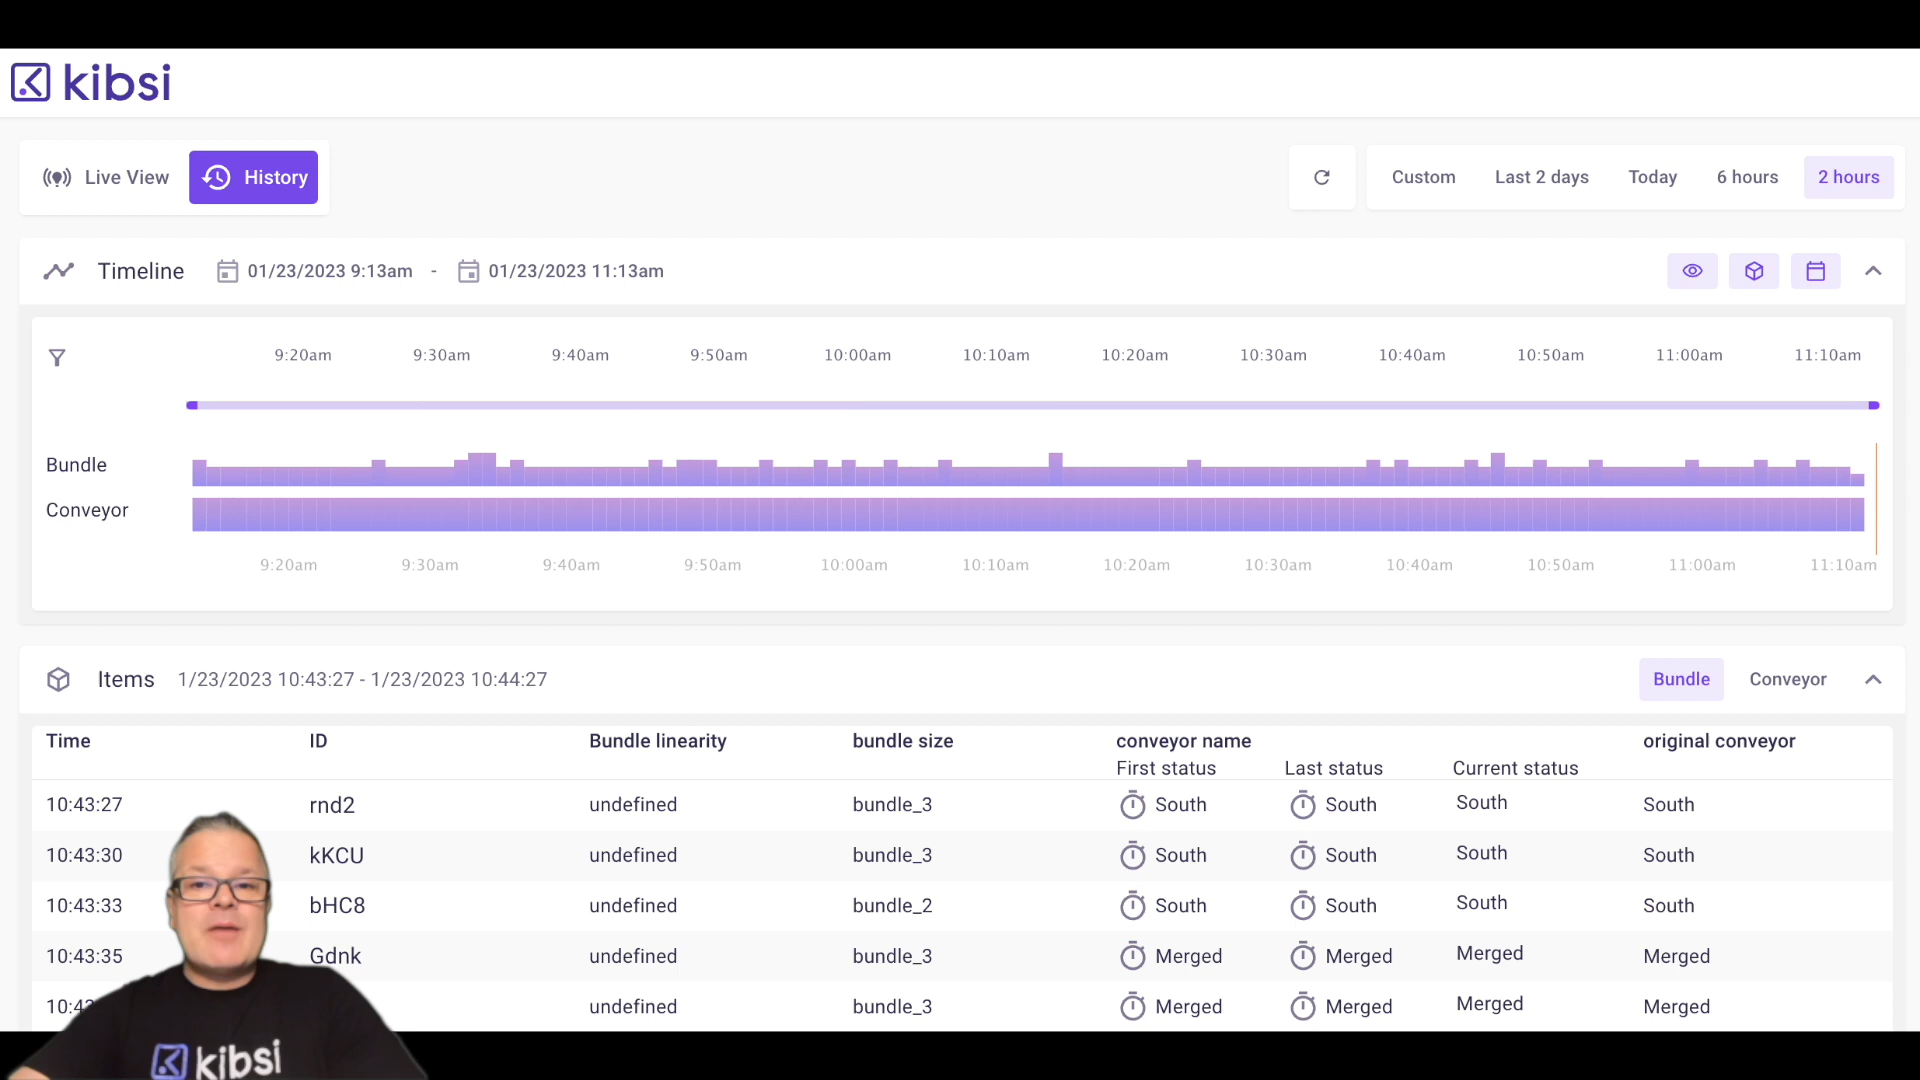 kibsi
Live View History Custom Last 2 days Today 6 hours 2 hours
Timeline 01/23/2023 9:13am - 01/23/2023 11:13am
9:20am 9:30am 9:40am 9:50am 10:00am 10:10am 10:20am 10:30am 10:40am 10:50am 11:00am 11:10am
Bundle
Conveyor
9:20am 9:30am 9:40am 9:50am 10:00am 10:10am 10:20am 10:30am 10:40am 10:50am 11:00am 11:10am
Items 1/23/2023 10:43:27 - 1/23/2023 10:44:27 Bundle Conveyor
Time ID Bundle linearity bundle size conveyor name original conveyor
First status Last status Current status
10:43:27 rnd2 undefined bundle_3 South South South South
10:43:30 kKCU undefined bundle_3 South South South South
10:43:33 bHC8 undefined bundle_2 South South South South
10:43:35 Gdnk undefined bundle_3 Merged Merged Merged Merged
undefined bundle_3 Merged Merged Merged Merged
kibsi